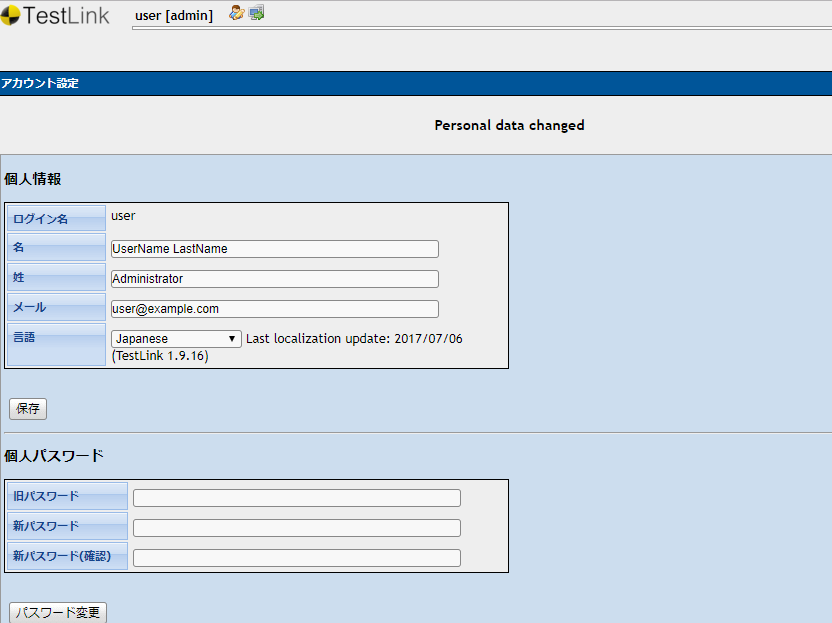 TestLink
user [admin]
アカウント設定
Personal data changed
個人情報
ログイン名 user
名 UserName LastName
姓 Administrator
メール user@example.com
言語 Japanese Last localization update: 2017/07/06
(TestLink 1.9.16)
保存
個人パスワード
旧パスワード
新パスワード
新パスワード(確認)
パスワード変更